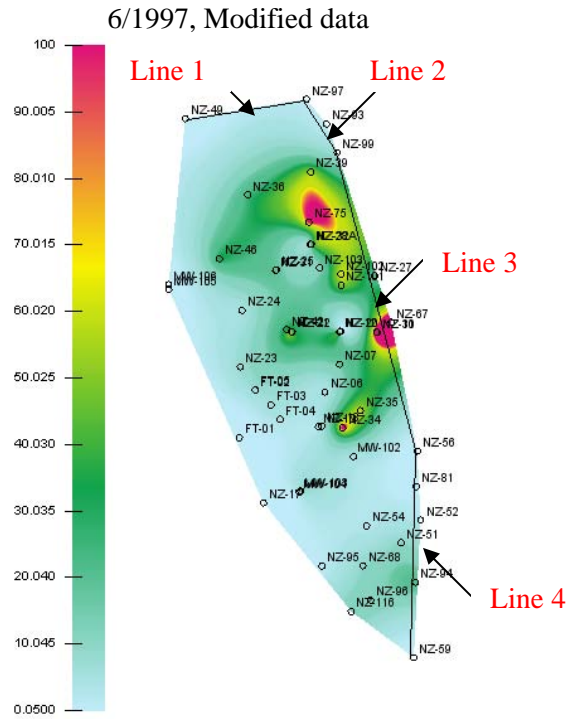 6/1997, Modified data
100
Line 1
Line 2
NZ-97
90.005
NZ-49
NZ-93
NZ-99
80.010
NZ-39
NZ-36
NZ-75
70.015
NZ-46
NZ-103
NZ-102
NZ-27
Line 3
MW-106
MW-105
60.020
NZ-24
NZ-67
NZ-07
50.025
NZ-23
FT-05
NZ-06
FT-03
NZ-35
FT-04
NZ-34
40.030
FT-01
NZ-56
MW-102
NZ-81
30.035
NZ-17
NZ-52
NZ-54
NZ-51
20.040
NZ-95
NZ-68
NZ-94
NZ-96
Line 4
NZ-116
10.045
NZ-59
0.0500